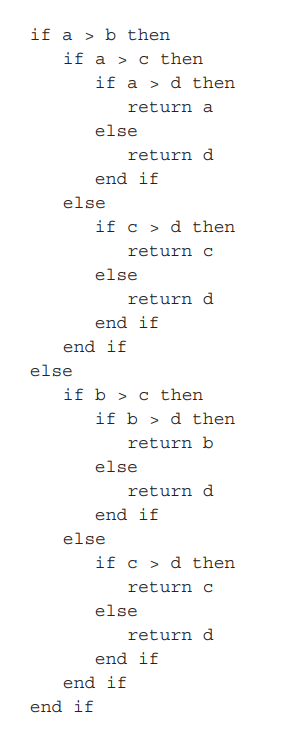 if a > b then
if a > c then
if a > d then
return a
else
return d
end if
else
if c > d then
return c
else
return d
end if
end if
else
if b > c then
if b > d then
return b
else
return d
end if
else
if c > d then
return c
else
return d
end if
end if
end if